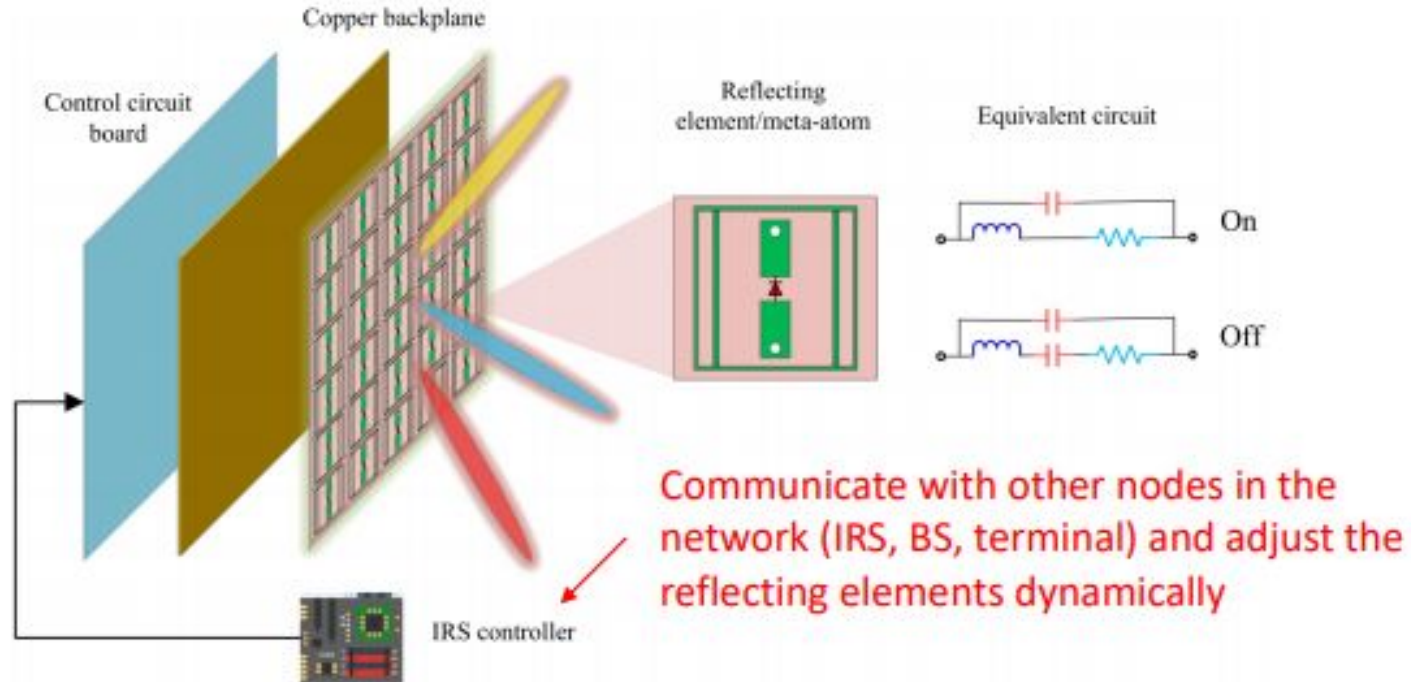 Copper backplane
Control circuit
board
Reflecting
element/meta-atom
Equivalent circuit
On
Off
Communicate with other nodes in the
network (IRS, BS, terminal) and adjust the
reflecting elements dynamically
IRS controller